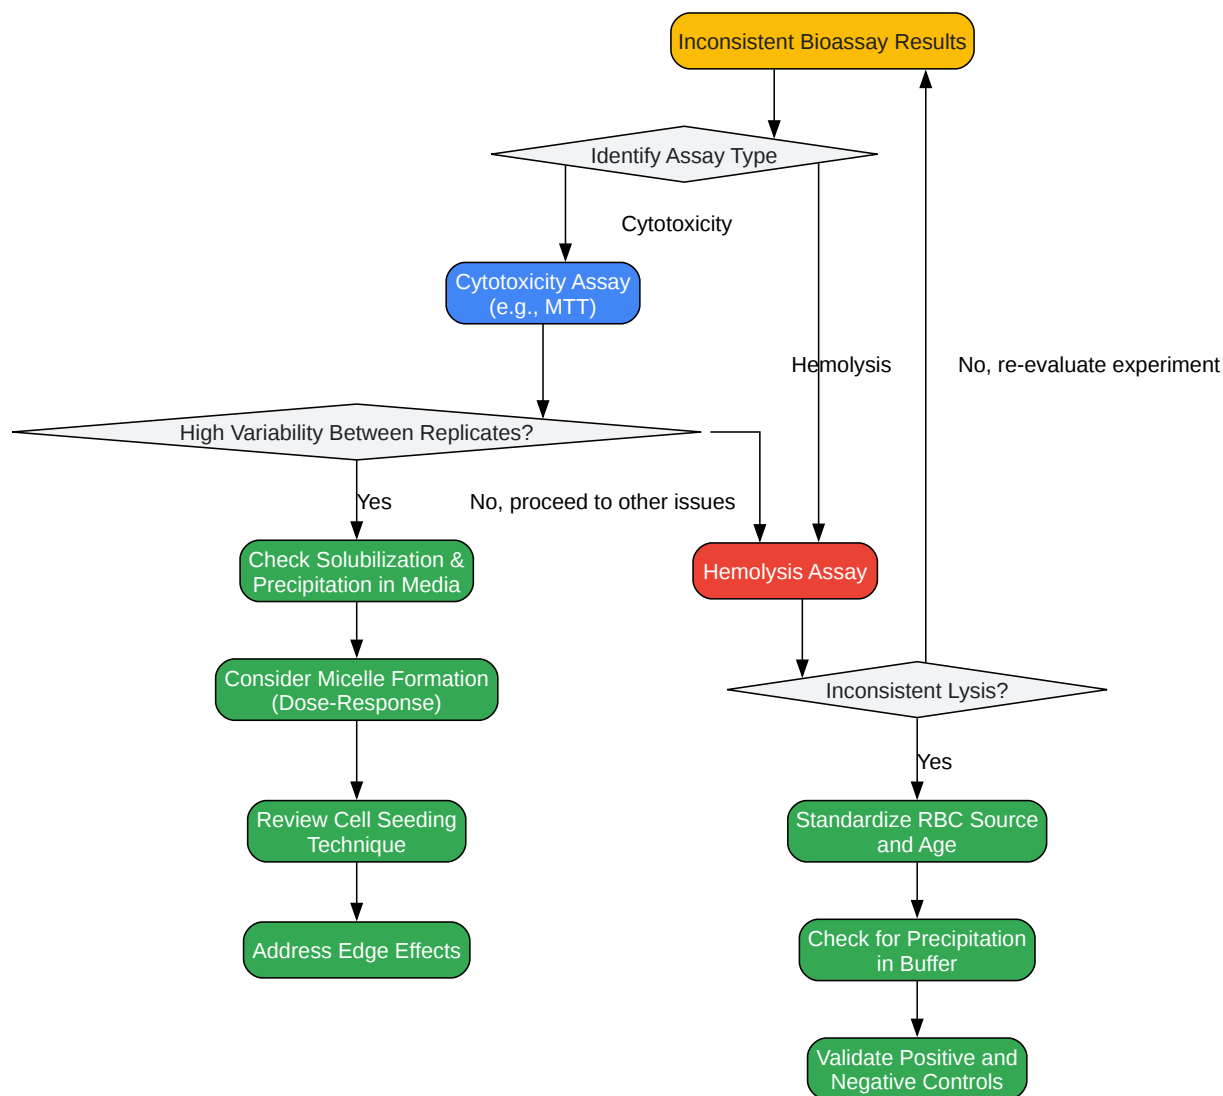 Inconsistent Bioassay Results
Identify Assay Type
Cytotoxicity
Cytotoxicity Assay
(e.g., MTT)
Hemolysis
No, re-evaluate experiment
High Variability Between Replicates?
Yes
No, proceed to other issues
Check Solubilization &
Precipitation in Media
Hemolysis Assay
Consider Micelle Formation
(Dose-Response)
Inconsistent Lysis?
Yes
Review Cell Seeding
Technique
Standardize RBC Source
and Age
Address Edge Effects
Check for Precipitation
in Buffer
Validate Positive and
Negative Controls